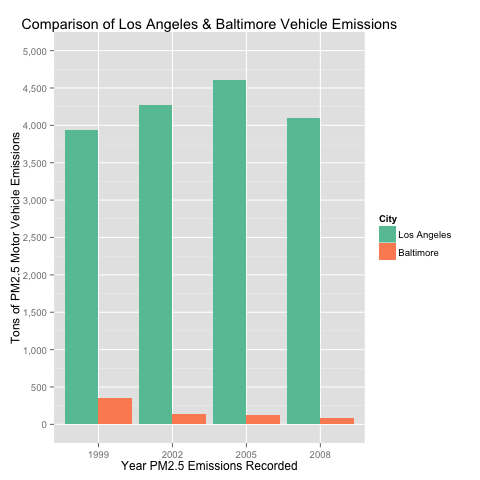 Comparison of Los Angeles & Baltimore Vehicle Emissions
Tons of PM2.5 Motor Vehicle Emissions
5,000
4,500
4,000
3,500
3,000
2,500
2,000
1,500
1,000
500
0
1999
2002
2005
2008
Year PM2.5 Emissions Recorded
City
Los Angeles
Baltimore